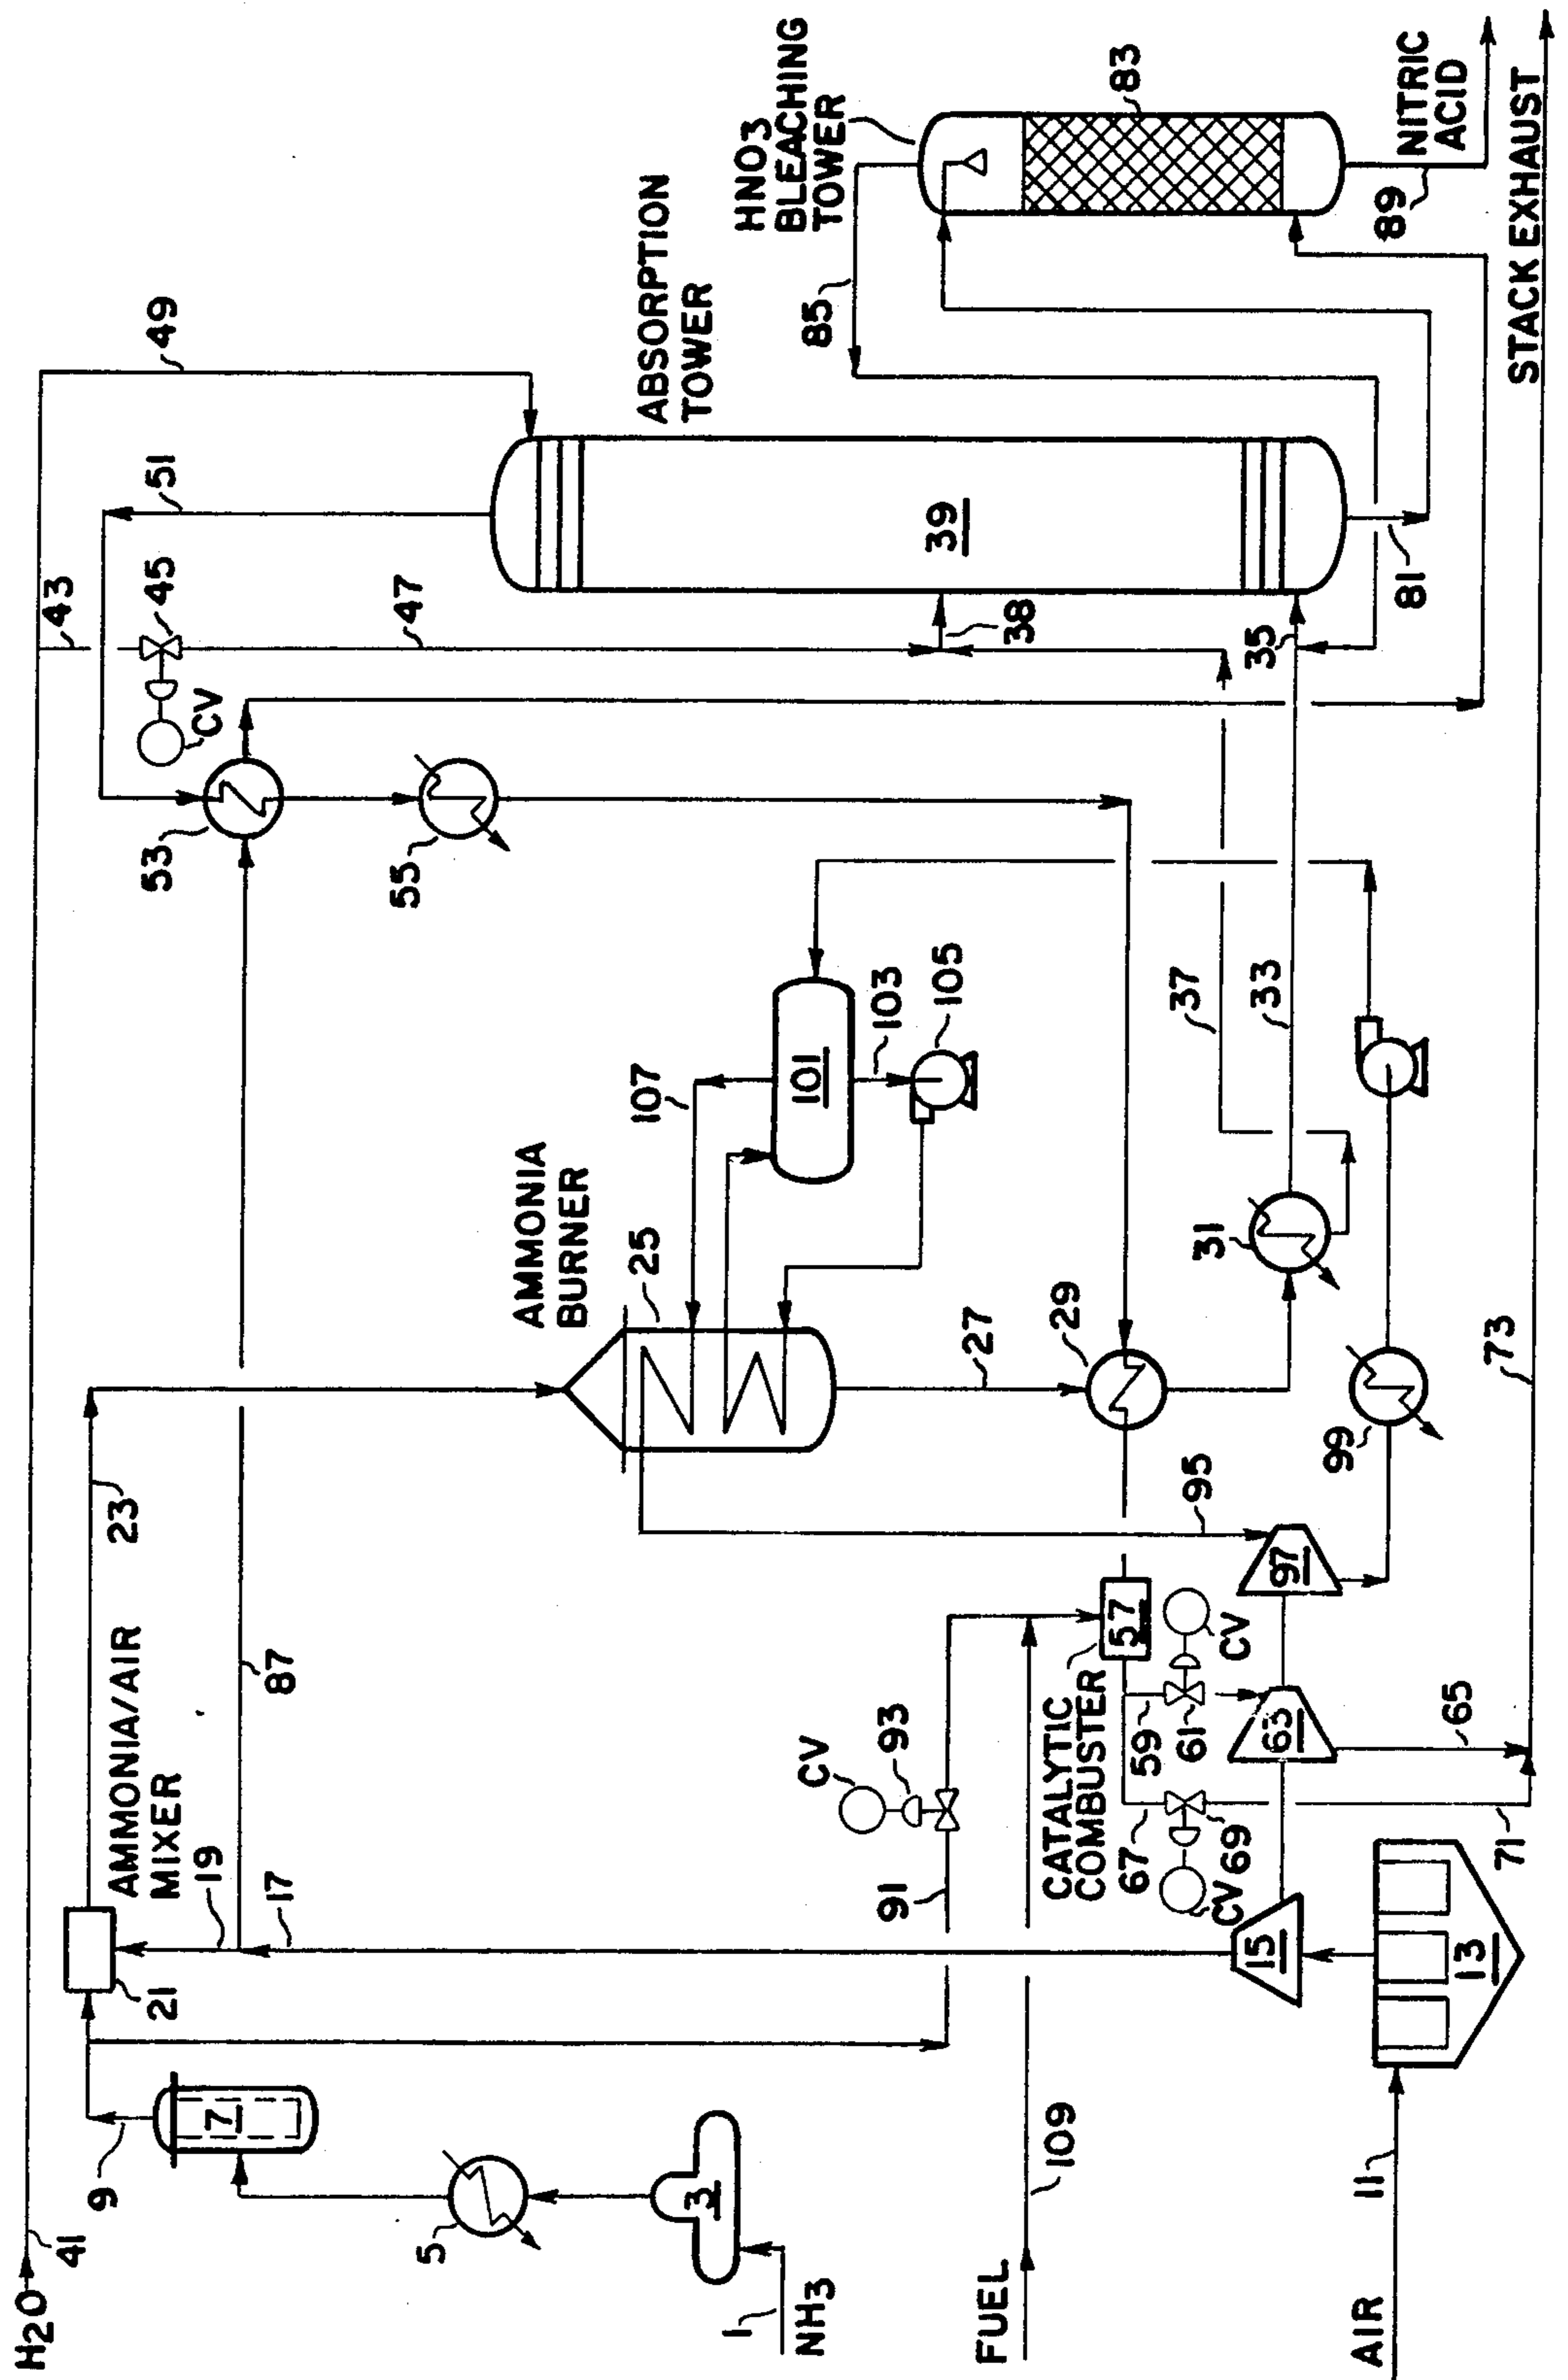 H2O
41
43
49
9
21
23
51
AMMONIA/AIR
MIXER
53
45
CV
7
19
17
87
47
5
55
AMMONIA
BURNER
25
107
ABSORPTION
TOWER
3
1
NH3
HNO3
BLEACHING
TOWER
85
CV
93
91
101
103
105
39
FUEL
109
27
29
38
CATALYTIC
COMBUSTER
57
59
61
CV
67
69
CV
95
31
37
33
35
83
15
63
97
AIR
11
13
99
81
89
NITRIC
ACID
65
71
73
STACK EXHAUST